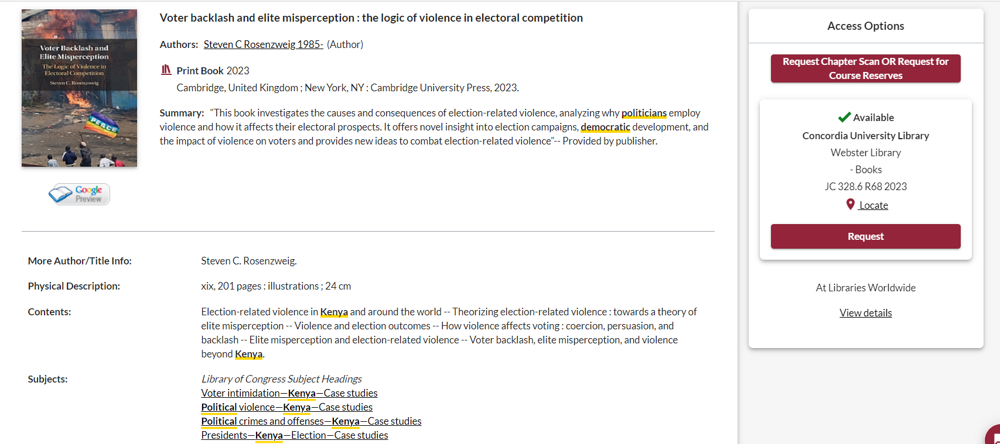 Voter backlash and elite misperception : the logic of violence in electoral competition
Authors: Steven C Rosenzweig 1985- (Author)
Print Book 2023
Cambridge, United Kingdom ; New York, NY : Cambridge University Press, 2023.
Summary: "This book investigates the causes and consequences of election-related violence, analyzing why politicians employ
violence and how it affects their electoral prospects. It offers novel insight into election campaigns, democratic development, and
the impact of violence on voters and provides new ideas to combat election-related violence"-- Provided by publisher.
Voter Backlash and
Elite Misperception
The Logic of Violence in
Electoral Competition
Steven C. Rosenzweig
PEACE
Google
Preview
More Author/Title Info: Steven C. Rosenzweig.
Physical Description: xix, 201 pages : illustrations ; 24 cm
Contents: Election-related violence in Kenya and around the world -- Theorizing election-related violence : towards a theory of
elite misperception -- Violence and election outcomes -- How violence affects voting : coercion, persuasion, and
backlash -- Elite misperception and election-related violence -- Voter backlash, elite misperception, and violence
beyond Kenya.
Subjects: Library of Congress Subject Headings
Voter intimidation—Kenya—Case studies
Political violence—Kenya—Case studies
Political crimes and offenses—Kenya—Case studies
Presidents—Kenya—Election—Case studies
Access Options
Request Chapter Scan OR Request for
Course Reserves
Available
Concordia University Library
Webster Library
- Books
JC 328.6 R68 2023
Locate
Request
At Libraries Worldwide
View details